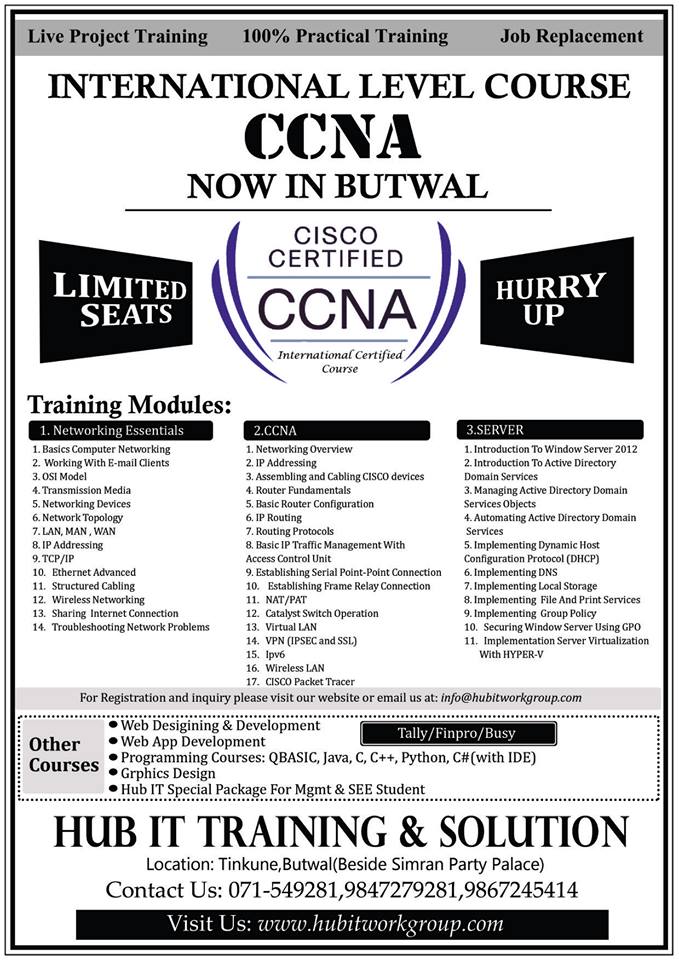 Live Project Training 100% Practical Training Job Replacement
INTERNATIONAL LEVEL COURSE
CCNA
NOW IN BUTWAL
LIMITED
SEATS
CISCO
CERTIFIED
CCNA
International Certified
Course
HURRY
UP
Training Modules:
1. Networking Essentials
1. Basics Computer Networking
2. Working With E-mail Clients
3. OSI Model
4. Transmission Media
5. Networking Devices
6. Network Topology
7. LAN, MAN , WAN
8. IP Addressing
9. TCP/IP
10. Ethernet Advanced
11. Structured Cabling
12. Wireless Networking
13. Sharing Internet Connection
14. Troubleshooting Network Problems
2.CCNA
1. Networking Overview
2. IP Addressing
3. Assembling and Cabling CISCO devices
4. Router Fundamentals
5. Basic Router Configuration
6. IP Routing
7. Routing Protocols
8. Basic IP Traffic Management With
Access Control Unit
9. Establishing Serial Point-Point Connection
10. Establishing Frame Relay Connection
11. NAT/PAT
12. Catalyst Switch Operation
13. Virtual LAN
14. VPN (IPSEC and SSL)
15. Ipv6
16. Wireless LAN
17. CISCO Packet Tracer
3.SERVER
1. Introduction To Window Server 2012
2. Introduction To Active Directory
Domain Services
3. Managing Active Directory Domain
Services Objects
4. Automating Active Directory Domain
Services
5. Implementing Dynamic Host
Configuration Protocol (DHCP)
6. Implementing DNS
7. Implementing Local Storage
8. Implementing File And Print Services
9. Implementing Group Policy
10. Securing Window Server Using GPO
11. Implementation Server Virtualization
With HYPER-V
For Registration and inquiry please visit our website or email us at: info@hubitworkgroup.com
Other
Courses
Web Desigining & Development
Web App Development
Programming Courses: QBASIC, Java, C, C++, Python, C#(with IDE)
Grphics Design
Hub IT Special Package For Mgmt & SEE Student
Tally/Finpro/Busy
HUB IT TRAINING & SOLUTION
Location: Tinkune,Butwal(Beside Simran Party Palace)
Contact Us: 071-549281,9847279281,9867245414
Visit Us: www.hubitworkgroup.com